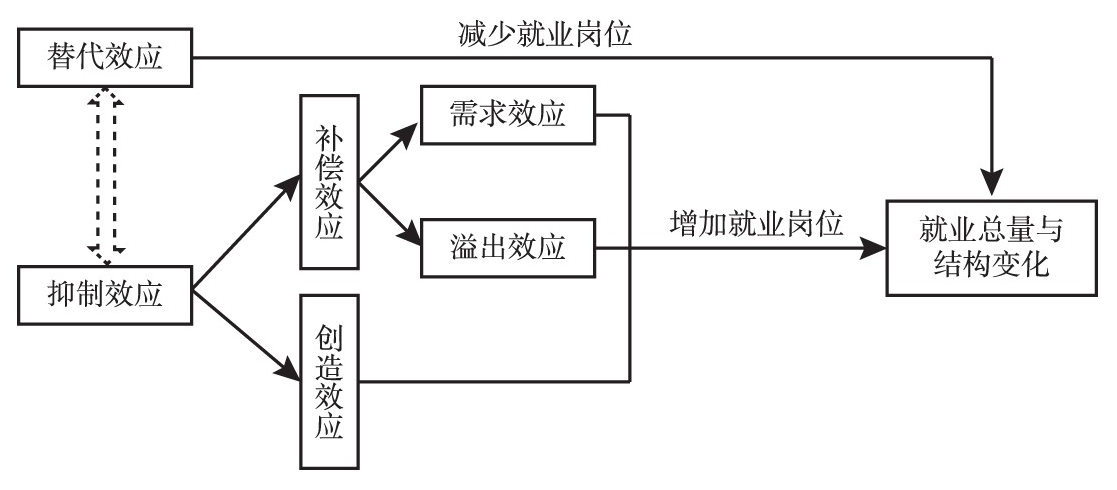 减少就业岗位
替代效应
需求效应
补偿效应
增加就业岗位
溢出效应
就业总量与
结构变化
抑制效应
创造效应